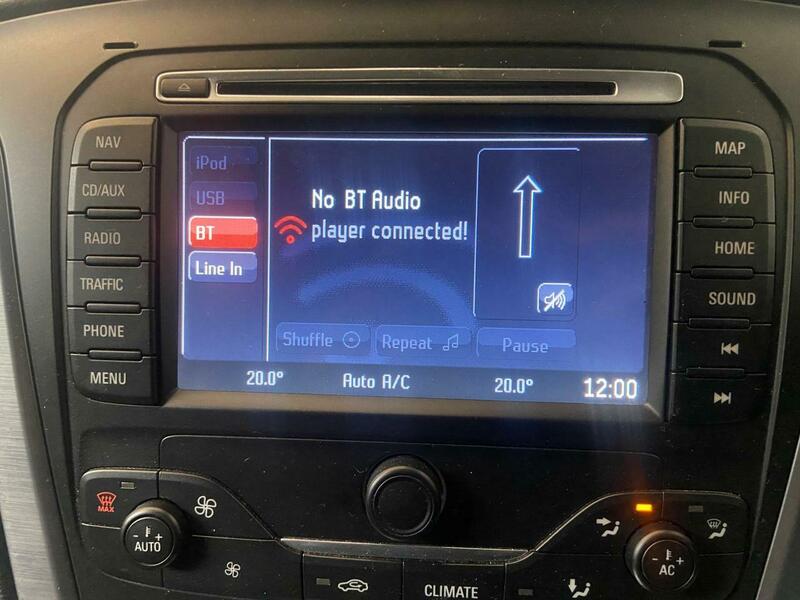 NAV
CD/AUX
RADIO
TRAFFIC
PHONE
MENU
iPod
USB
BT
Line In
No BT Audio
player connected!
Shuffle
Repeat
Pause
20.0°
Auto A/C
20.0°
12:00
MAP
INFO
HOME
SOUND
MAX
- +
AUTO
CLIMATE
- +
AC